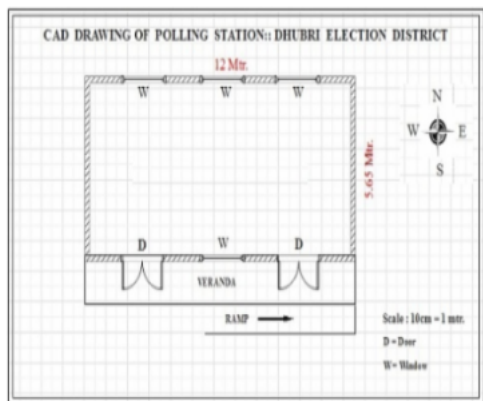 CAD DRAWING OF POLLING STATION:: DHUBRI ELECTION DISTRICT
12 Mtr.
W W W
N
W E
S
5.65 Mtr.
D W D
VERANDA
RAMP
Scale : 10cm = 1 mtr.
D = Door
W= Window